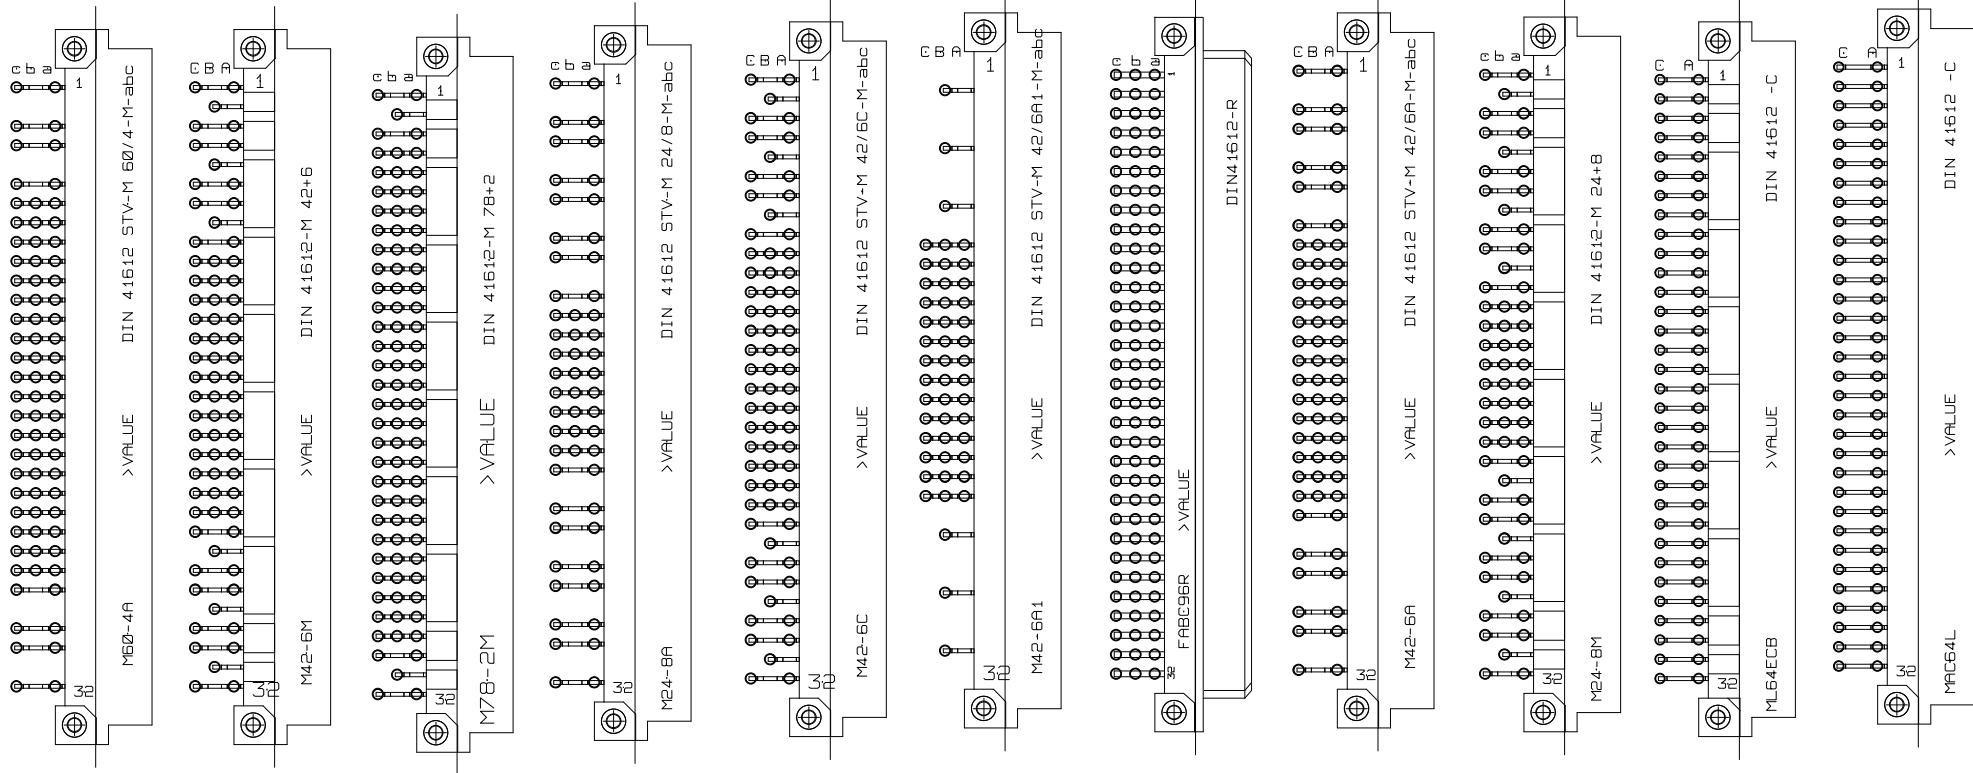 c b a
1
DIN 41612 STV-M 60/4-M-abc
>VALUE
M60-4A
32
C B A
1
DIN 41612-M 42+6
>VALUE
M42-6M
32
c b a
1
DIN 41612-M 78+2
>VALUE
M78-2M
32
c b a
1
DIN 41612 STV-M 24/8-M-abc
>VALUE
M24-8A
32
C B A
1
DIN 41612 STV-M 42/6C-M-abc
>VALUE
M42-6C
32
C B A
1
DIN 41612 STV-M 42/6A1-M-abc
>VALUE
M42-6A1
32
c b a
1
DIN41612-R
>VALUE
FABC96R
32
C B A
1
DIN 41612 STV-M 42/6A-M-abc
>VALUE
M42-6A
32
c b a
1
DIN 41612-M 24+8
>VALUE
M24-8M
32
C A
1
DIN 41612 -C
>VALUE
ML64ECB
32
C A
1
DIN 41612 -C
>VALUE
MAC64L
32